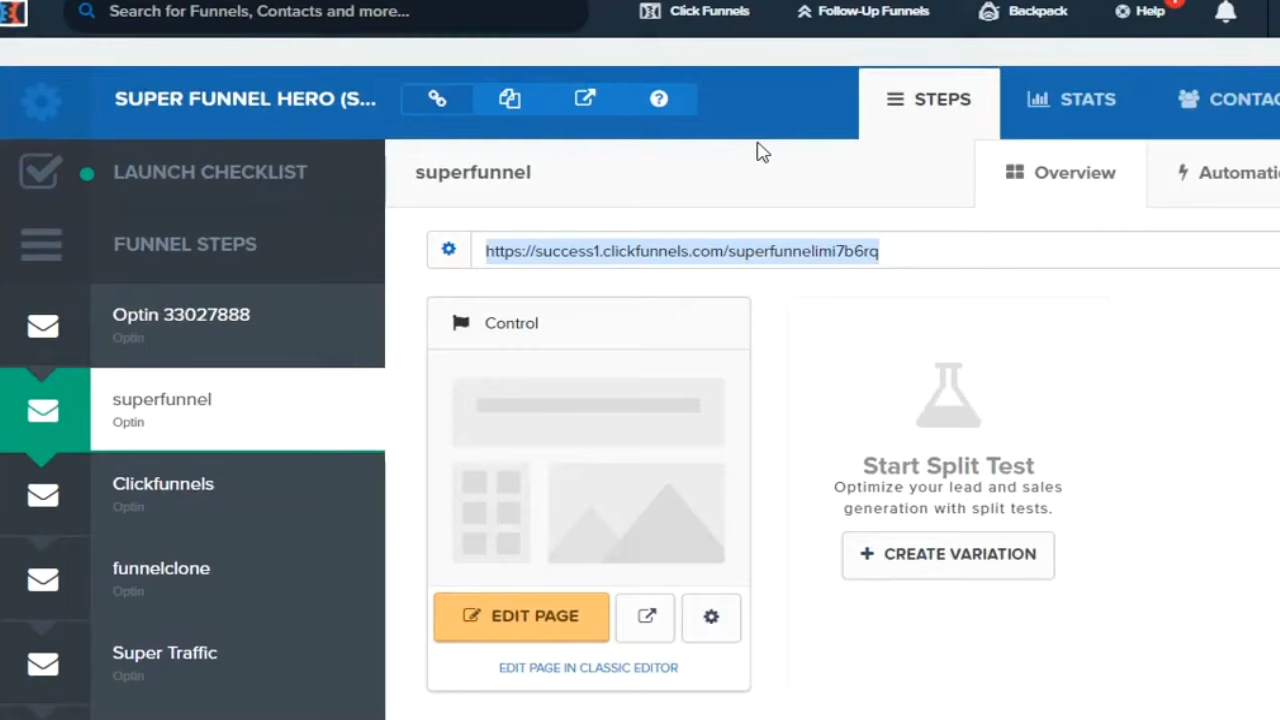 Search for Funnels, Contacts and more...
Click Funnels
Follow-Up Funnels
Backpack
Help
SUPER FUNNEL HERO (S...
STEPS
STATS
LAUNCH CHECKLIST
superfunnel
Overview
FUNNEL STEPS
https://success1.clickfunnels.com/superfunnelimi7b6rq
Optin 33027888
Optin
Control
superfunnel
Optin
Clickfunnels
Optin
Start Split Test
Optimize your lead and sales
generation with split tests.
CREATE VARIATION
funnelclone
Optin
EDIT PAGE
Super Traffic
Optin
EDIT PAGE IN CLASSIC EDITOR